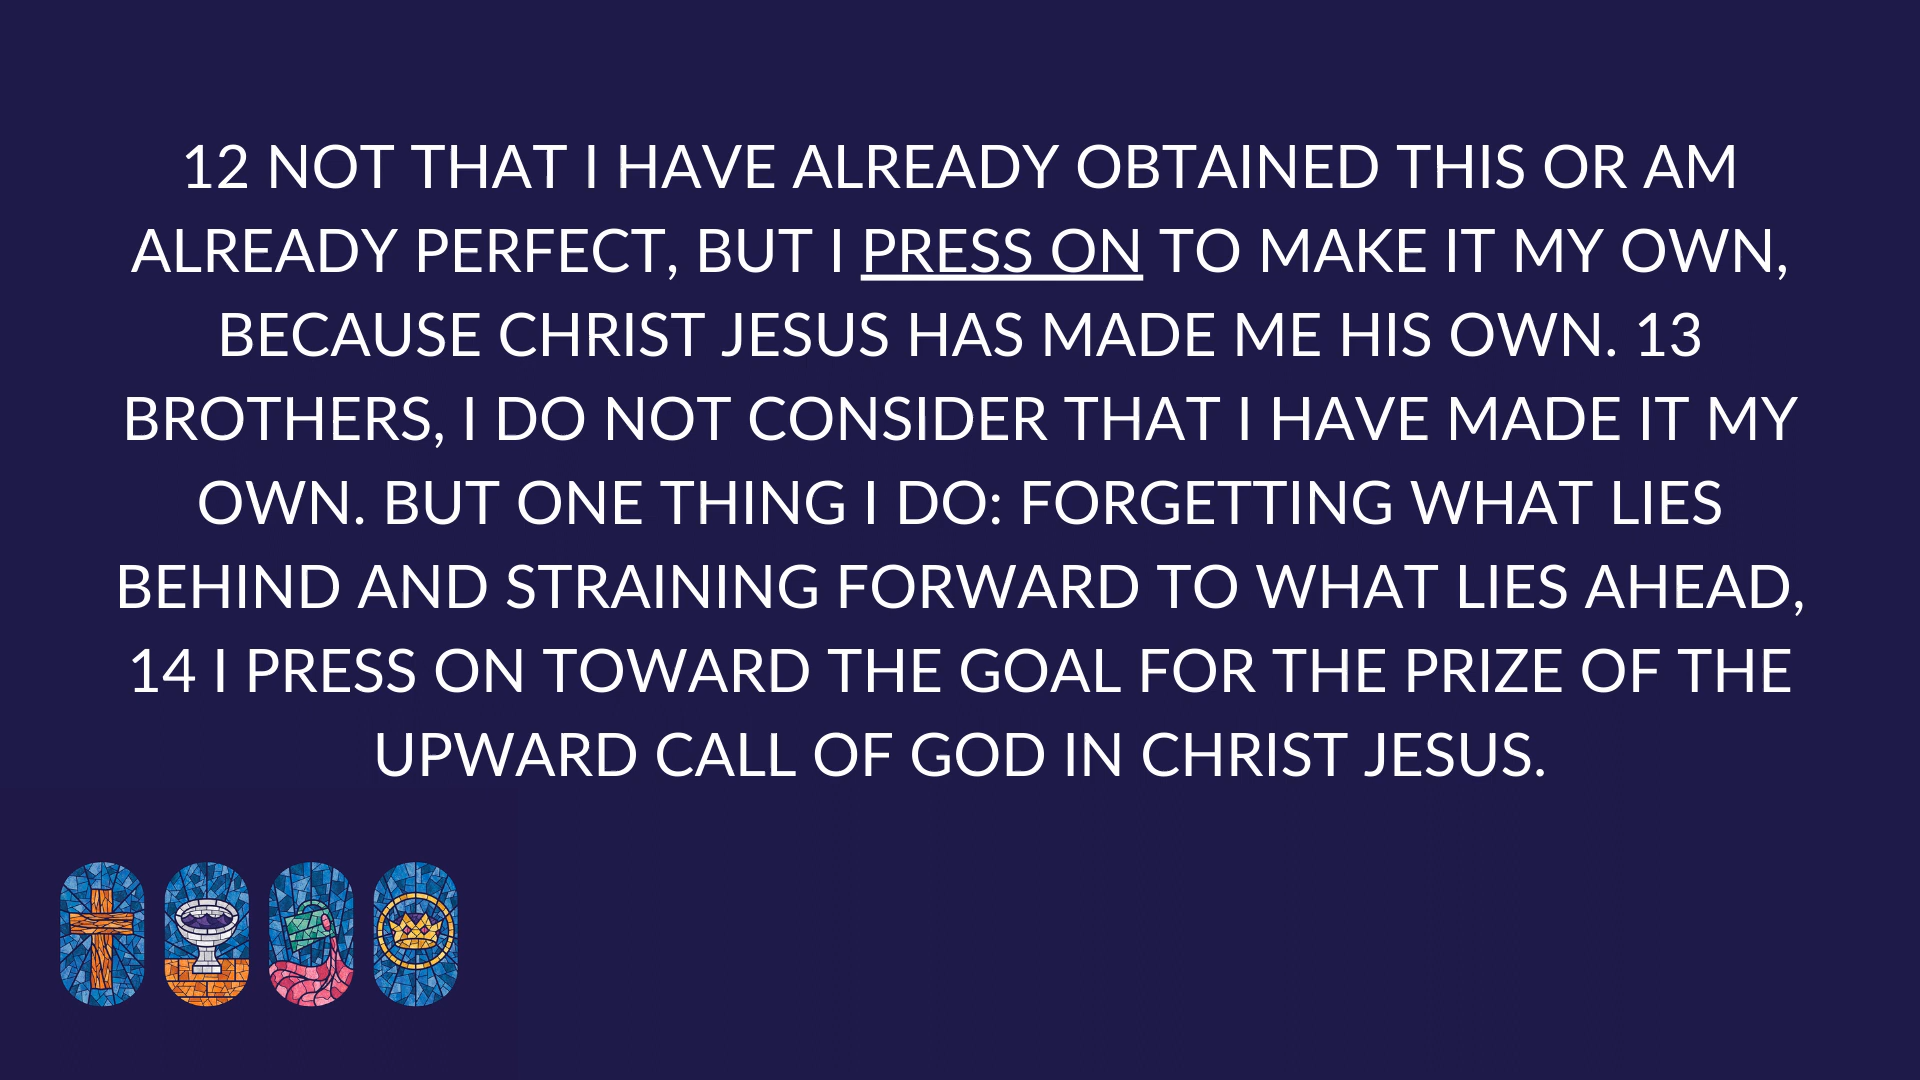 12 NOT THAT I HAVE ALREADY OBTAINED THIS OR AM
ALREADY PERFECT, BUT I PRESS ON TO MAKE IT MY OWN,
BECAUSE CHRIST JESUS HAS MADE ME HIS OWN. 13
BROTHERS, I DO NOT CONSIDER THAT I HAVE MADE IT MY
OWN. BUT ONE THING I DO: FORGETTING WHAT LIES
BEHIND AND STRAINING FORWARD TO WHAT LIES AHEAD,
14 I PRESS ON TOWARD THE GOAL FOR THE PRIZE OF THE
UPWARD CALL OF GOD IN CHRIST JESUS.